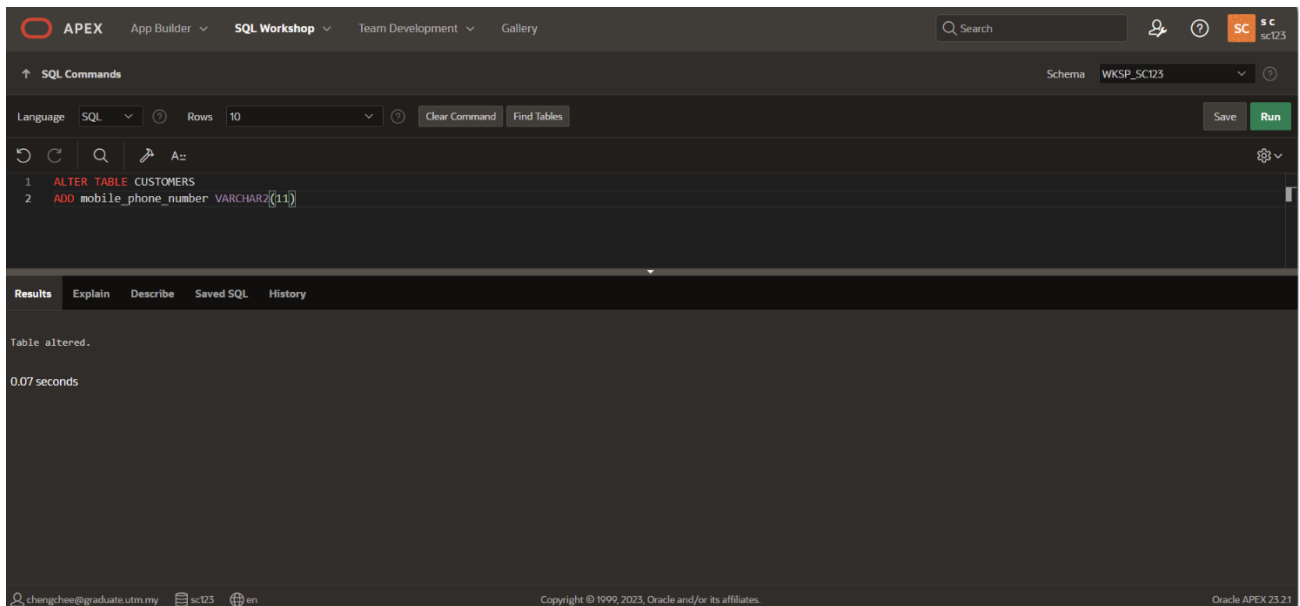 APEX App Builder SQL Workshop Team Development Gallery Search SC s c
sc123
SQL Commands Schema WKSP_SC123
Language SQL Rows 10 Clear Command Find Tables Save Run
A::
1 ALTER TABLE CUSTOMERS
2 ADD mobile_phone_number VARCHAR2(11)
Results Explain Describe Saved SQL History
Table altered.
0.07 seconds
chengchee@graduate.utm.my sc123 en Copyright © 1999, 2023, Oracle and/or its affiliates. Oracle APEX 23.2.1